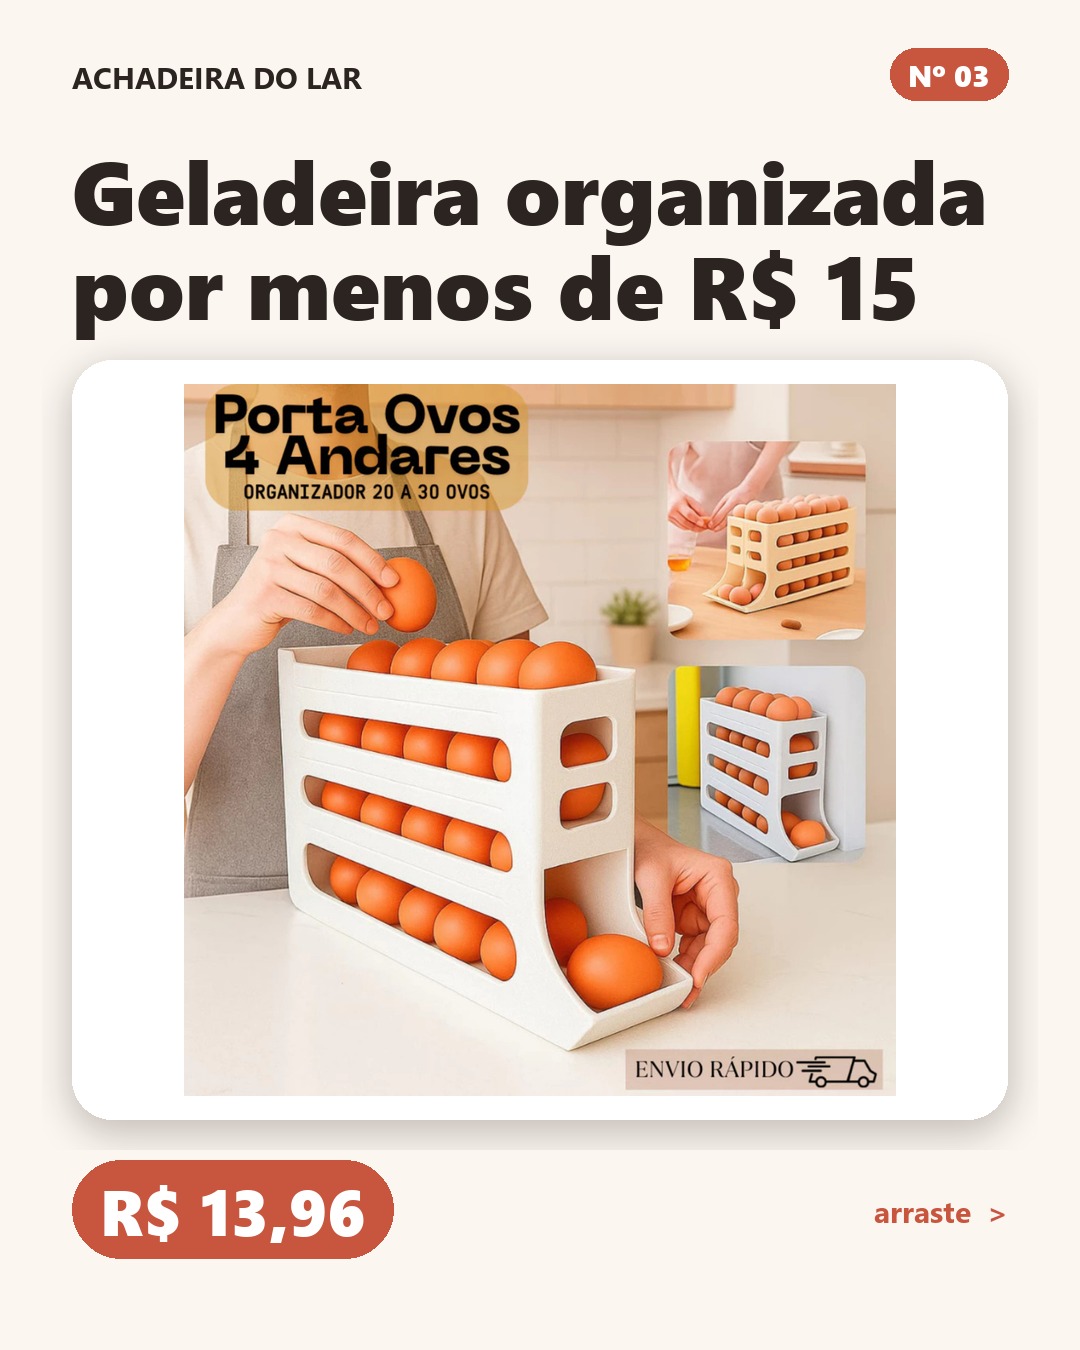 ACHADEIRA DO LAR
Nº 03
Geladeira organizada
por menos de R$ 15
Porta Ovos
4 Andares
ORGANIZADOR 20 A 30 OVOS
ENVIO RÁPIDO
R$ 13,96
arraste >